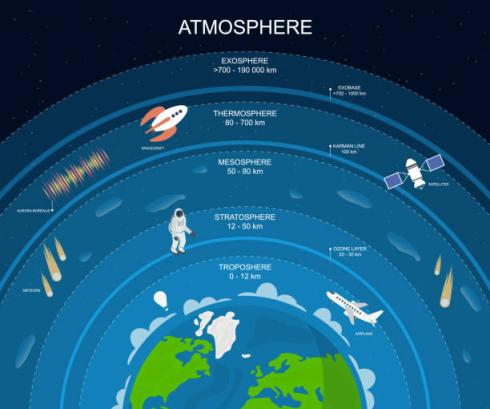 ATMOSPHERE
EXOSPHERE
>700 - 190 000 km
EXOBASE
>700 - 1000 km
THERMOSPHERE
80 - 700 km
SPACECRAFT
KARMAN LINE
100 km
MESOSPHERE
50 - 80 km
SATELLITES
AURORA BOREALIS
STRATOSPHERE
12 - 50 km
OZONE LAYER
20 - 30 km
TROPOSHERE
0 - 12 km
METEORS
AIRPLANE